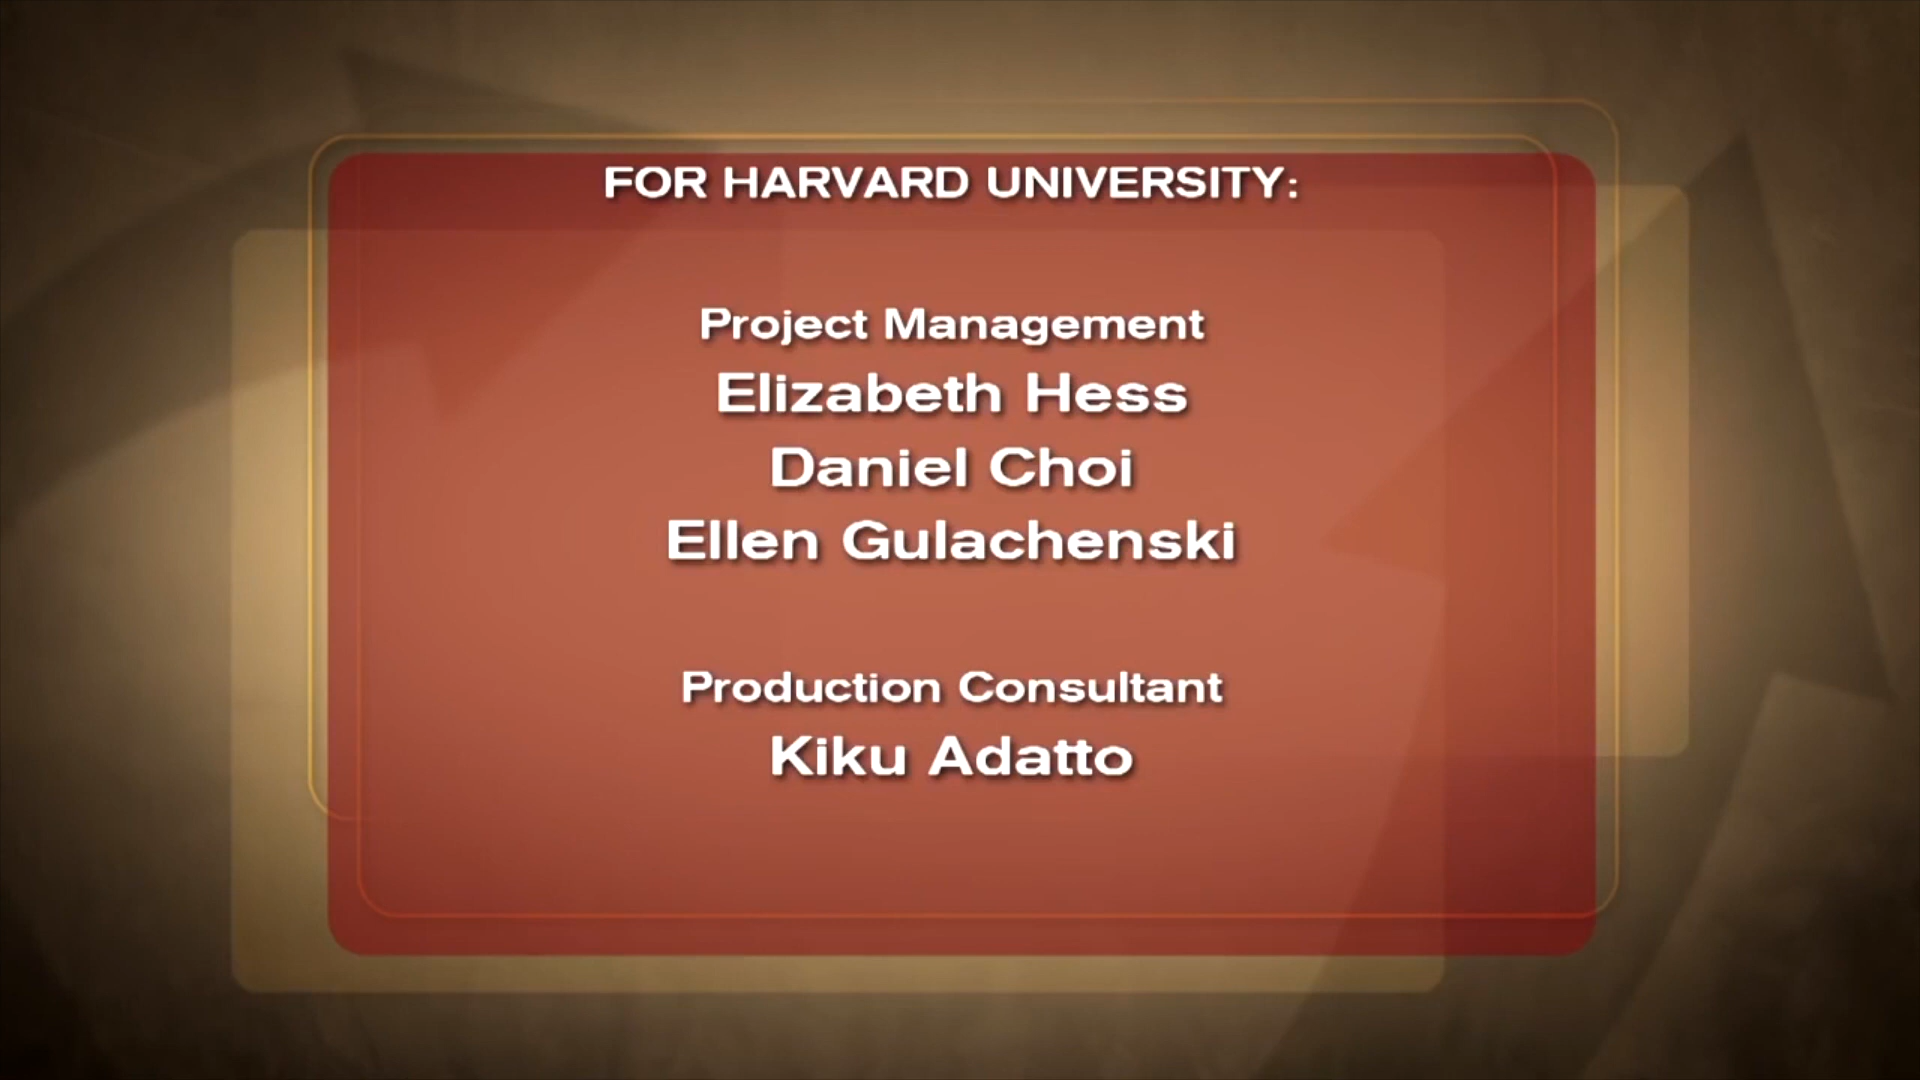 FOR HARVARD UNIVERSITY:
Project Management
Elizabeth Hess
Daniel Choi
Ellen Gulachenski
Production Consultant
Kiku Adatto